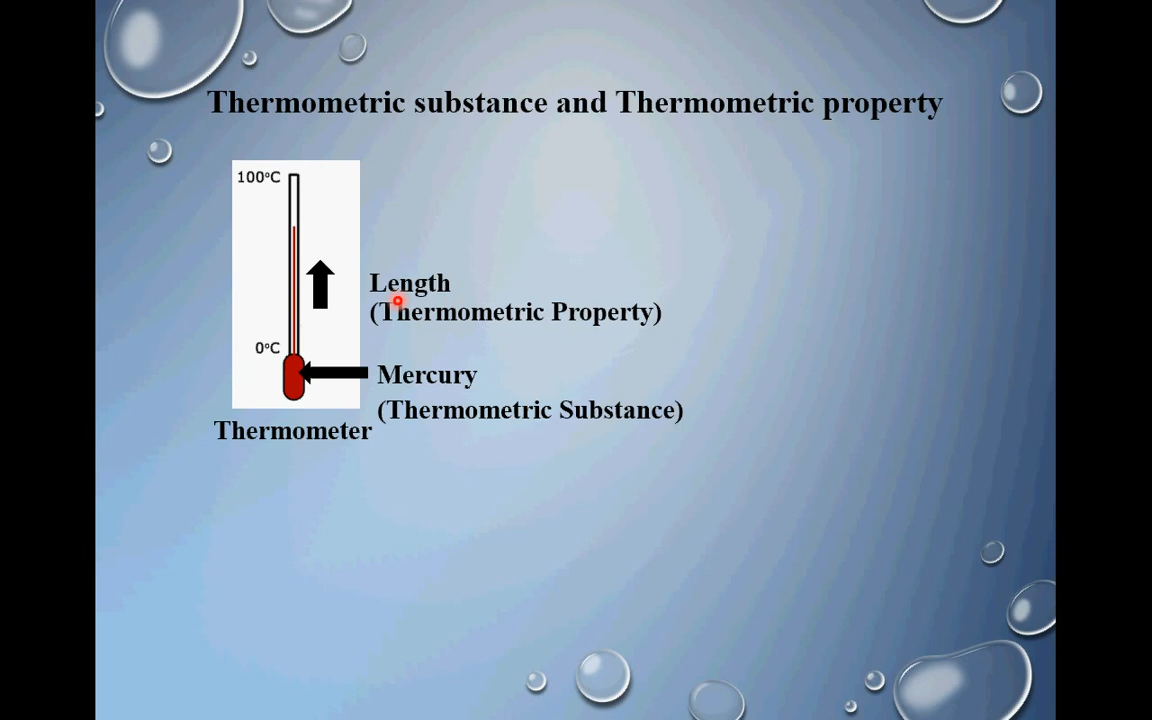 Thermometric substance and Thermometric property
100°C
Length
(Thermometric Property)
0°C
Mercury
(Thermometric Substance)
Thermometer